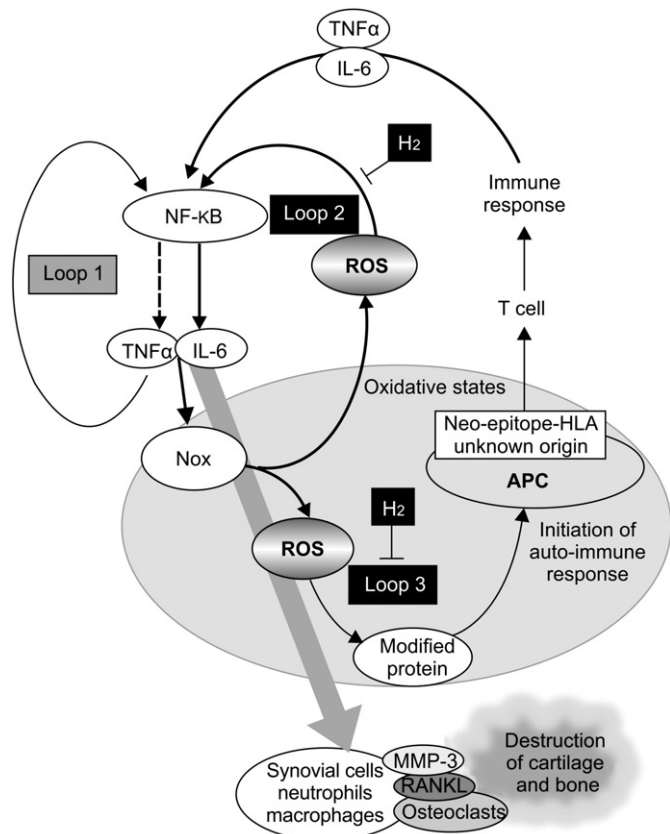 TNFα
IL-6
H2
Immune
response
NF-κB
Loop 2
ROS
Loop 1
T cell
TNFα
IL-6
Oxidative states
Neo-epitope-HLA
unknown origin
APC
Nox
H2
ROS
Initiation of
auto-immune
response
Loop 3
Modified
protein
Destruction
of cartilage
and bone
MMP-3
Synovial cells
neutrophils
macrophages
RANKL
Osteoclasts